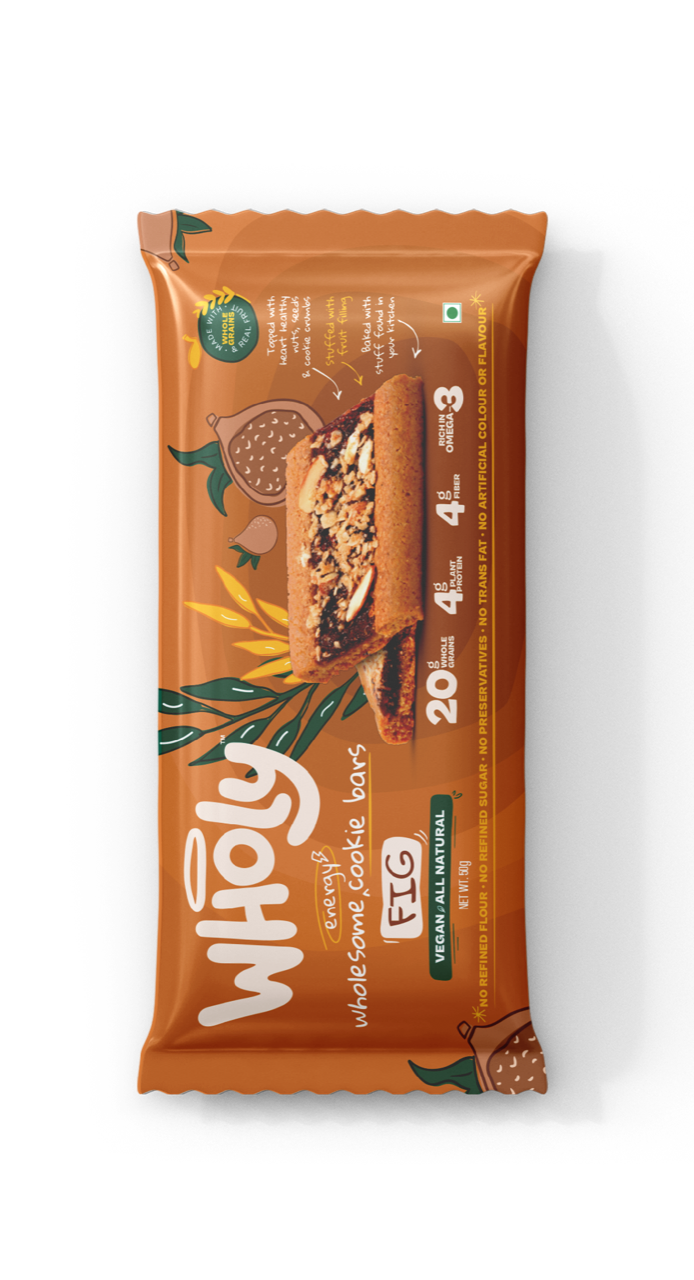 WHOLY™
wholesome energy cookie bars
FIG
VEGAN ALL NATURAL
NET WT. 50g
MADE WITH
WHOLE
GRAINS
& REAL FRUIT
Topped with
heart healthy
nuts, seeds
& cookie crumbs
stuffed with
fruit filling
Baked with
stuff found in
your kitchen
20g WHOLE
GRAINS
4g PLANT
PROTEIN
4g FIBER
RICH IN
OMEGA-3
*NO REFINED FLOUR • NO REFINED SUGAR • NO PRESERVATIVES • NO TRANS FAT • NO ARTIFICIAL COLOUR OR FLAVOUR*